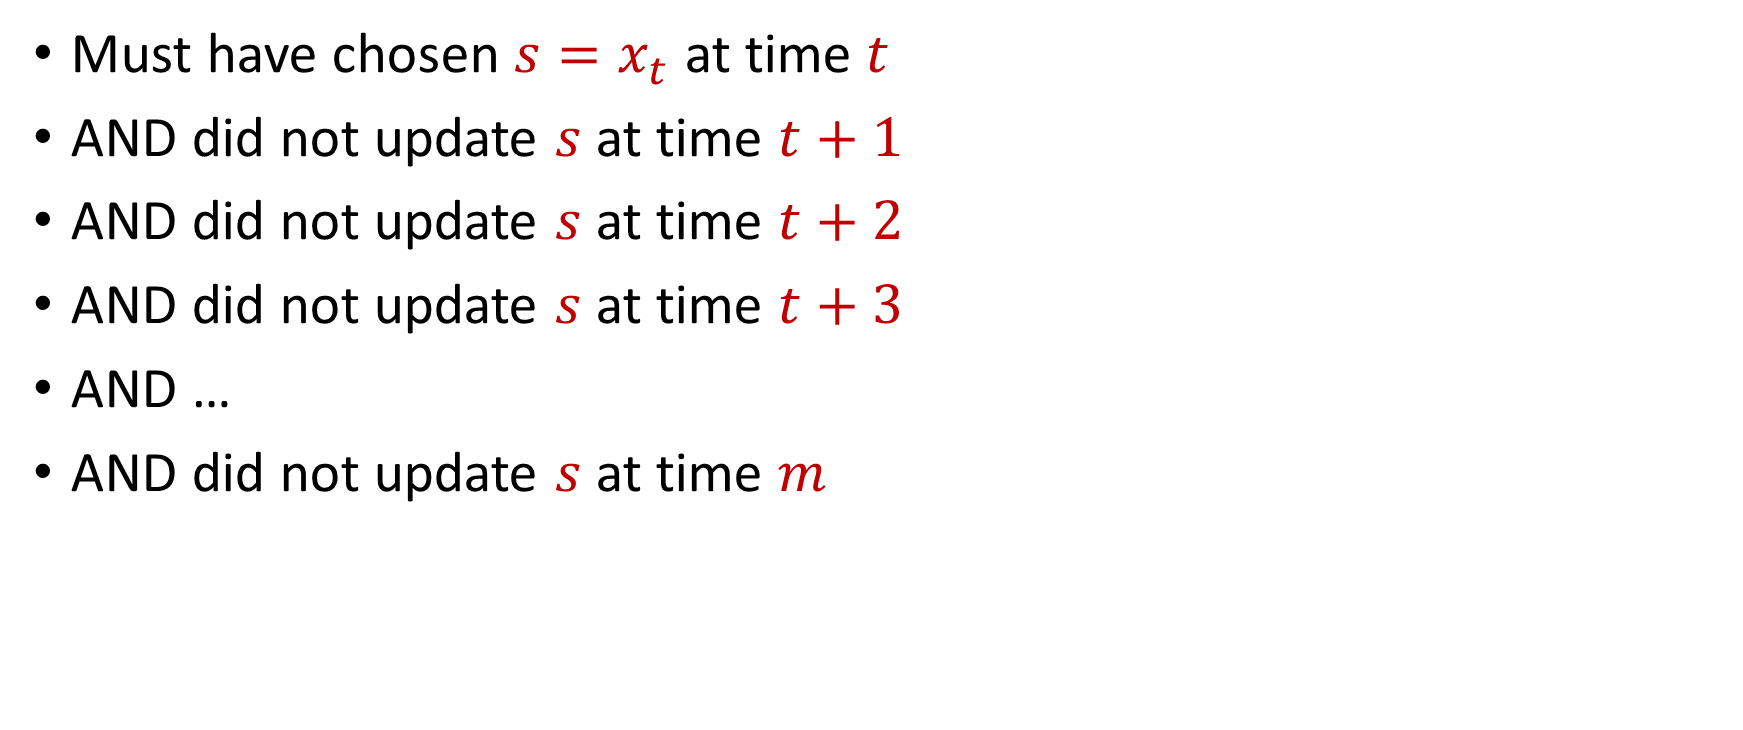 • Must have chosen $s = x_t$ at time $t$
• AND did not update $s$ at time $t + 1$
• AND did not update $s$ at time $t + 2$
• AND did not update $s$ at time $t + 3$
• AND …
• AND did not update $s$ at time $m$